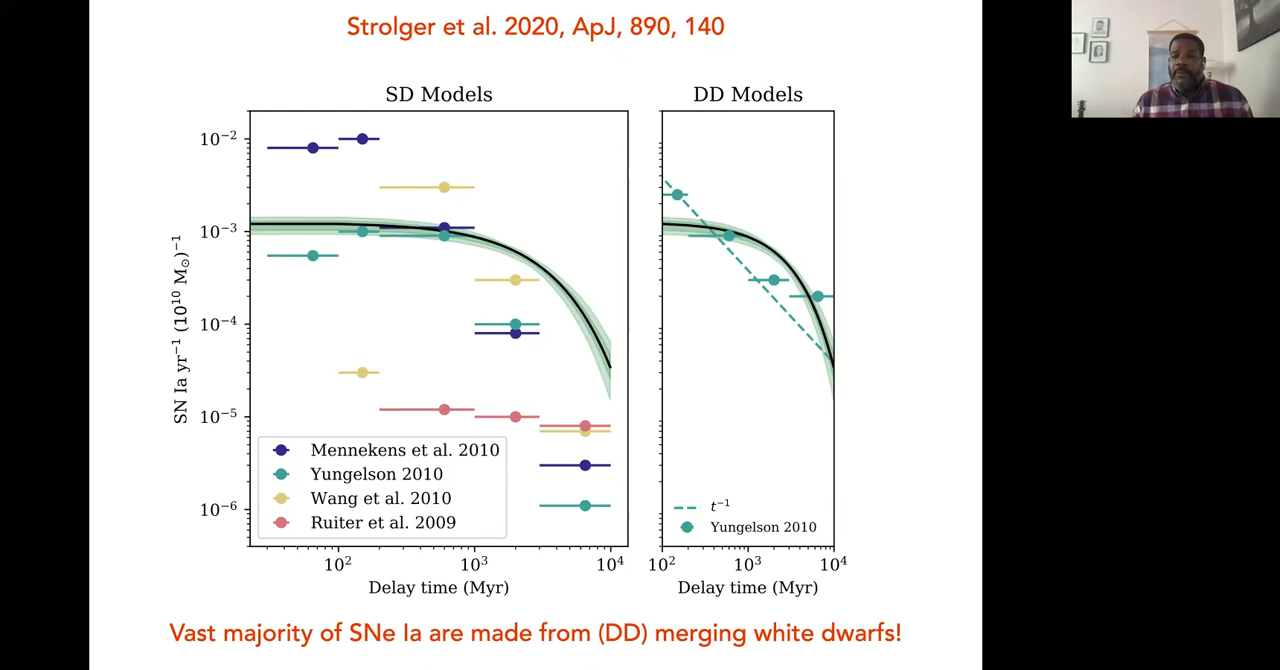 Strolger et al. 2020, ApJ, 890, 140
SD Models
DD Models
SN Ia yr⁻¹ (10¹⁰ M☉)⁻¹
10⁻²
10⁻³
10⁻⁴
10⁻⁵
10⁻⁶
Mennekens et al. 2010
Yungelson 2010
Wang et al. 2010
Ruiter et al. 2009
t⁻¹
Yungelson 2010
10² 10³ 10⁴
10² 10³ 10⁴
Delay time (Myr)
Delay time (Myr)
Vast majority of SNe Ia are made from (DD) merging white dwarfs!